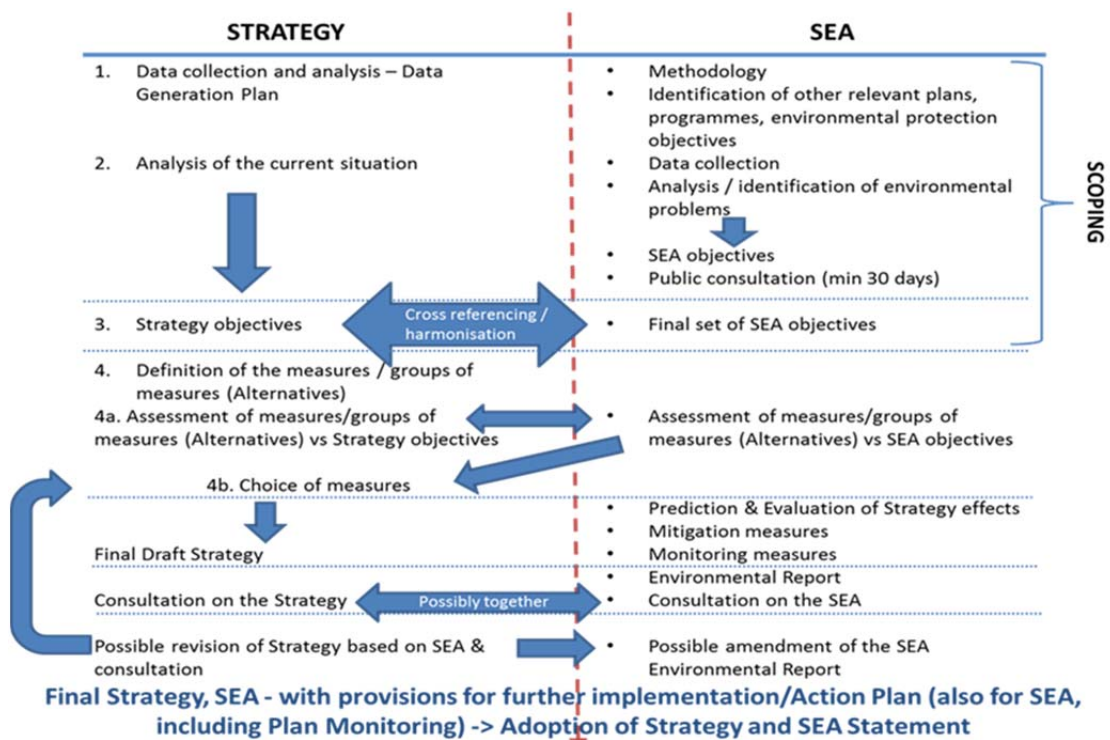 STRATEGY
SEA
1. Data collection and analysis – Data
Generation Plan
2. Analysis of the current situation
• Methodology
• Identification of other relevant plans,
programmes, environmental protection
objectives
• Data collection
• Analysis / identification of environmental
problems
• SEA objectives
• Public consultation (min 30 days)
SCOPING
3. Strategy objectives
Cross referencing /
harmonisation
• Final set of SEA objectives
4. Definition of the measures / groups of
measures (Alternatives)
4a. Assessment of measures/groups of
measures (Alternatives) vs Strategy objectives
• Assessment of measures/groups of
measures (Alternatives) vs SEA objectives
4b. Choice of measures
• Prediction & Evaluation of Strategy effects
• Mitigation measures
• Monitoring measures
Final Draft Strategy
• Environmental Report
Consultation on the Strategy
Possibly together
• Consultation on the SEA
Possible revision of Strategy based on SEA &
consultation
• Possible amendment of the SEA
Environmental Report
Final Strategy, SEA - with provisions for further implementation/Action Plan (also for SEA,
including Plan Monitoring) -> Adoption of Strategy and SEA Statement